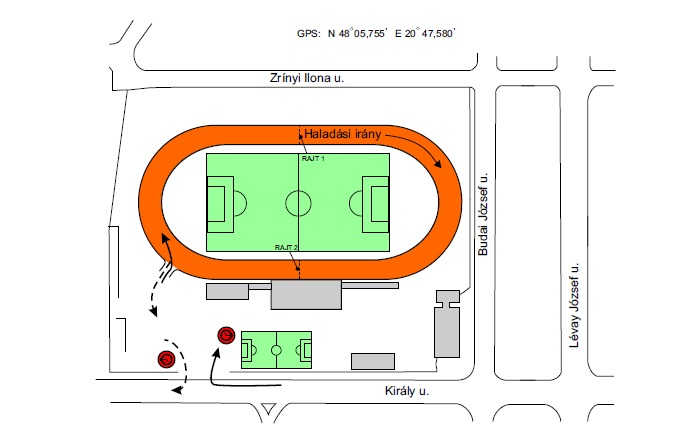 GPS: N 48°05,755' E 20°47,580'
Zrínyi Ilona u.
Haladási irány
RAJT 1
Budai József u.
RAJT 2
Lévay József u.
Király u.